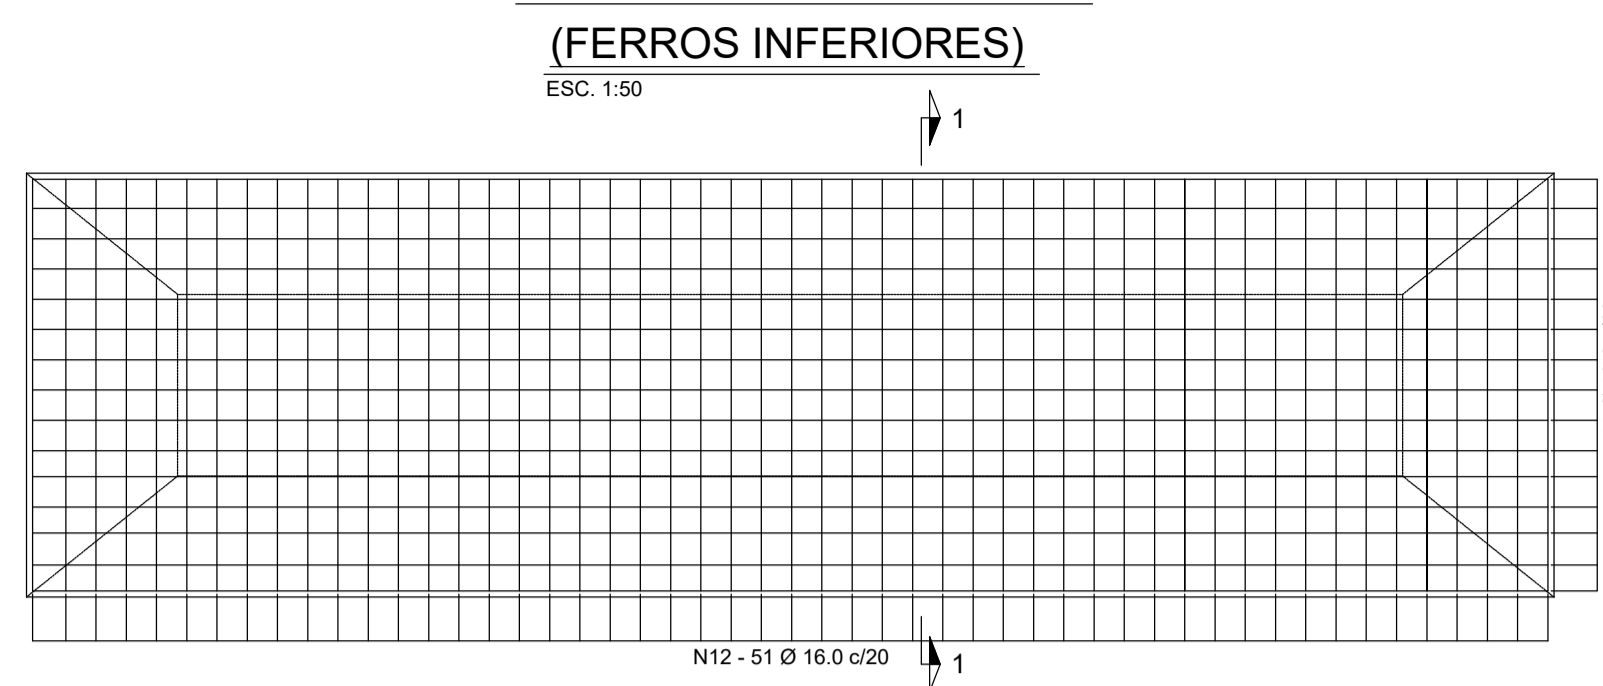 (FERROS INFERIORES)
ESC. 1:50
1
N12 - 51 Ø 16.0 c/20
1